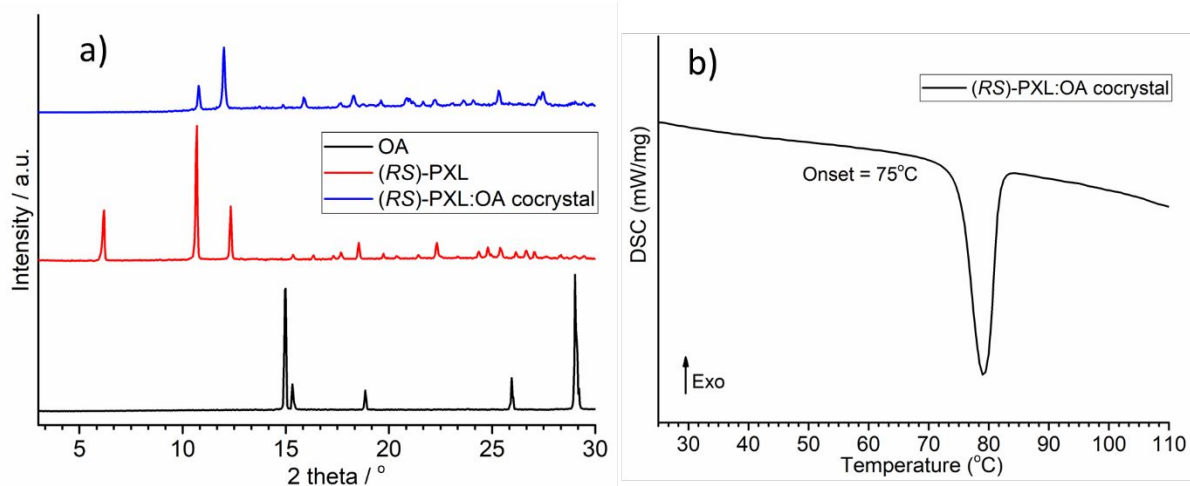 a)
OA
(RS)-PXL
(RS)-PXL:OA cocrystal
Intensity / a.u.
5 10 15 20 25 30
2 theta / °
b)
(RS)-PXL:OA cocrystal
Onset = 75°C
DSC (mW/mg)
Exo
30 40 50 60 70 80 90 100 110
Temperature (°C)